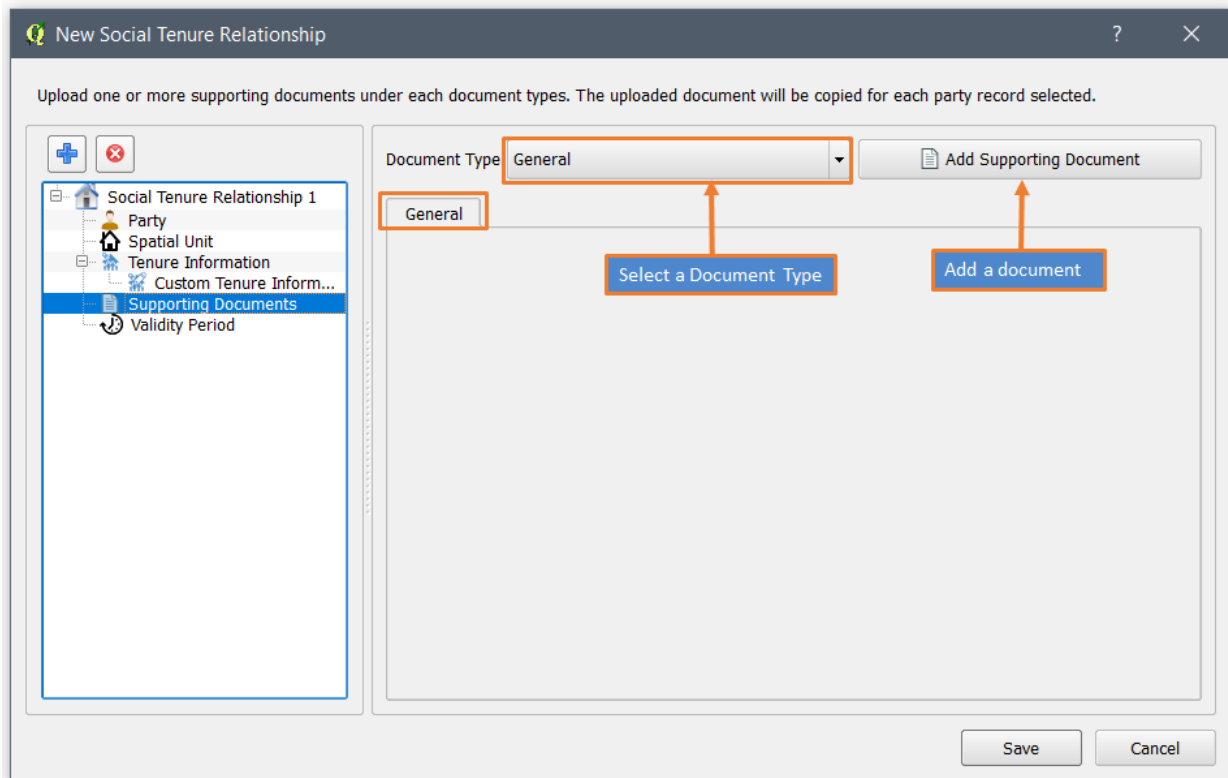 New Social Tenure Relationship
?
Upload one or more supporting documents under each document types. The uploaded document will be copied for each party record selected.
Social Tenure Relationship 1
Party
Spatial Unit
Tenure Information
Custom Tenure Inform...
Supporting Documents
Validity Period
Document Type General
Add Supporting Document
General
Select a Document Type
Add a document
Save
Cancel